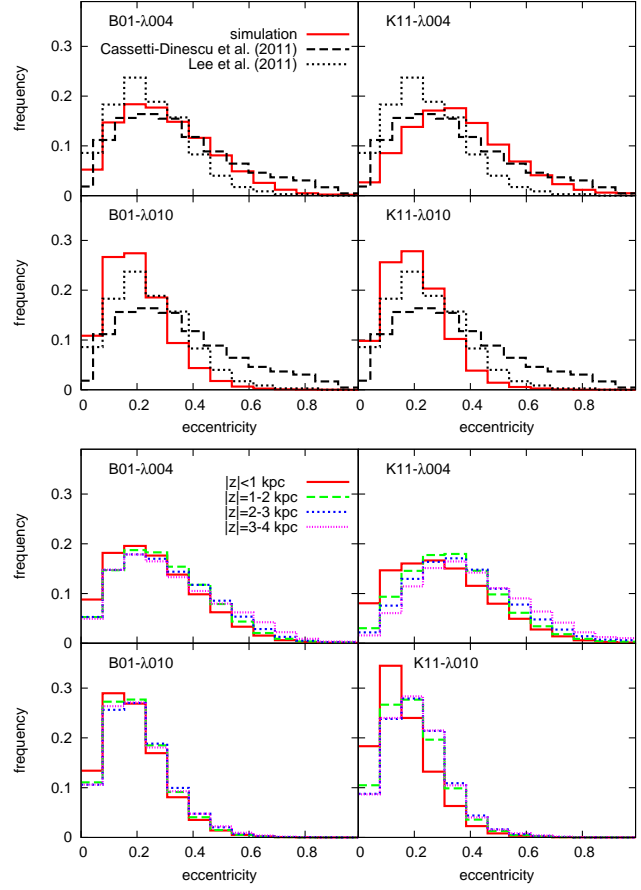 B01-λ004
K11-λ004
simulation
Cassetti-Dinescu et al. (2011)
Lee et al. (2011)
frequency
0.3
0.2
0.1
0
B01-λ010
K11-λ010
frequency
0.3
0.2
0.1
0
0 0.2 0.4 0.6 0.8
0 0.2 0.4 0.6 0.8
eccentricity
eccentricity
B01-λ004
K11-λ004
|z|<1 kpc
|z|=1-2 kpc
|z|=2-3 kpc
|z|=3-4 kpc
frequency
0.3
0.2
0.1
0
B01-λ010
K11-λ010
frequency
0.3
0.2
0.1
0
0 0.2 0.4 0.6 0.8
0 0.2 0.4 0.6 0.8
eccentricity
eccentricity